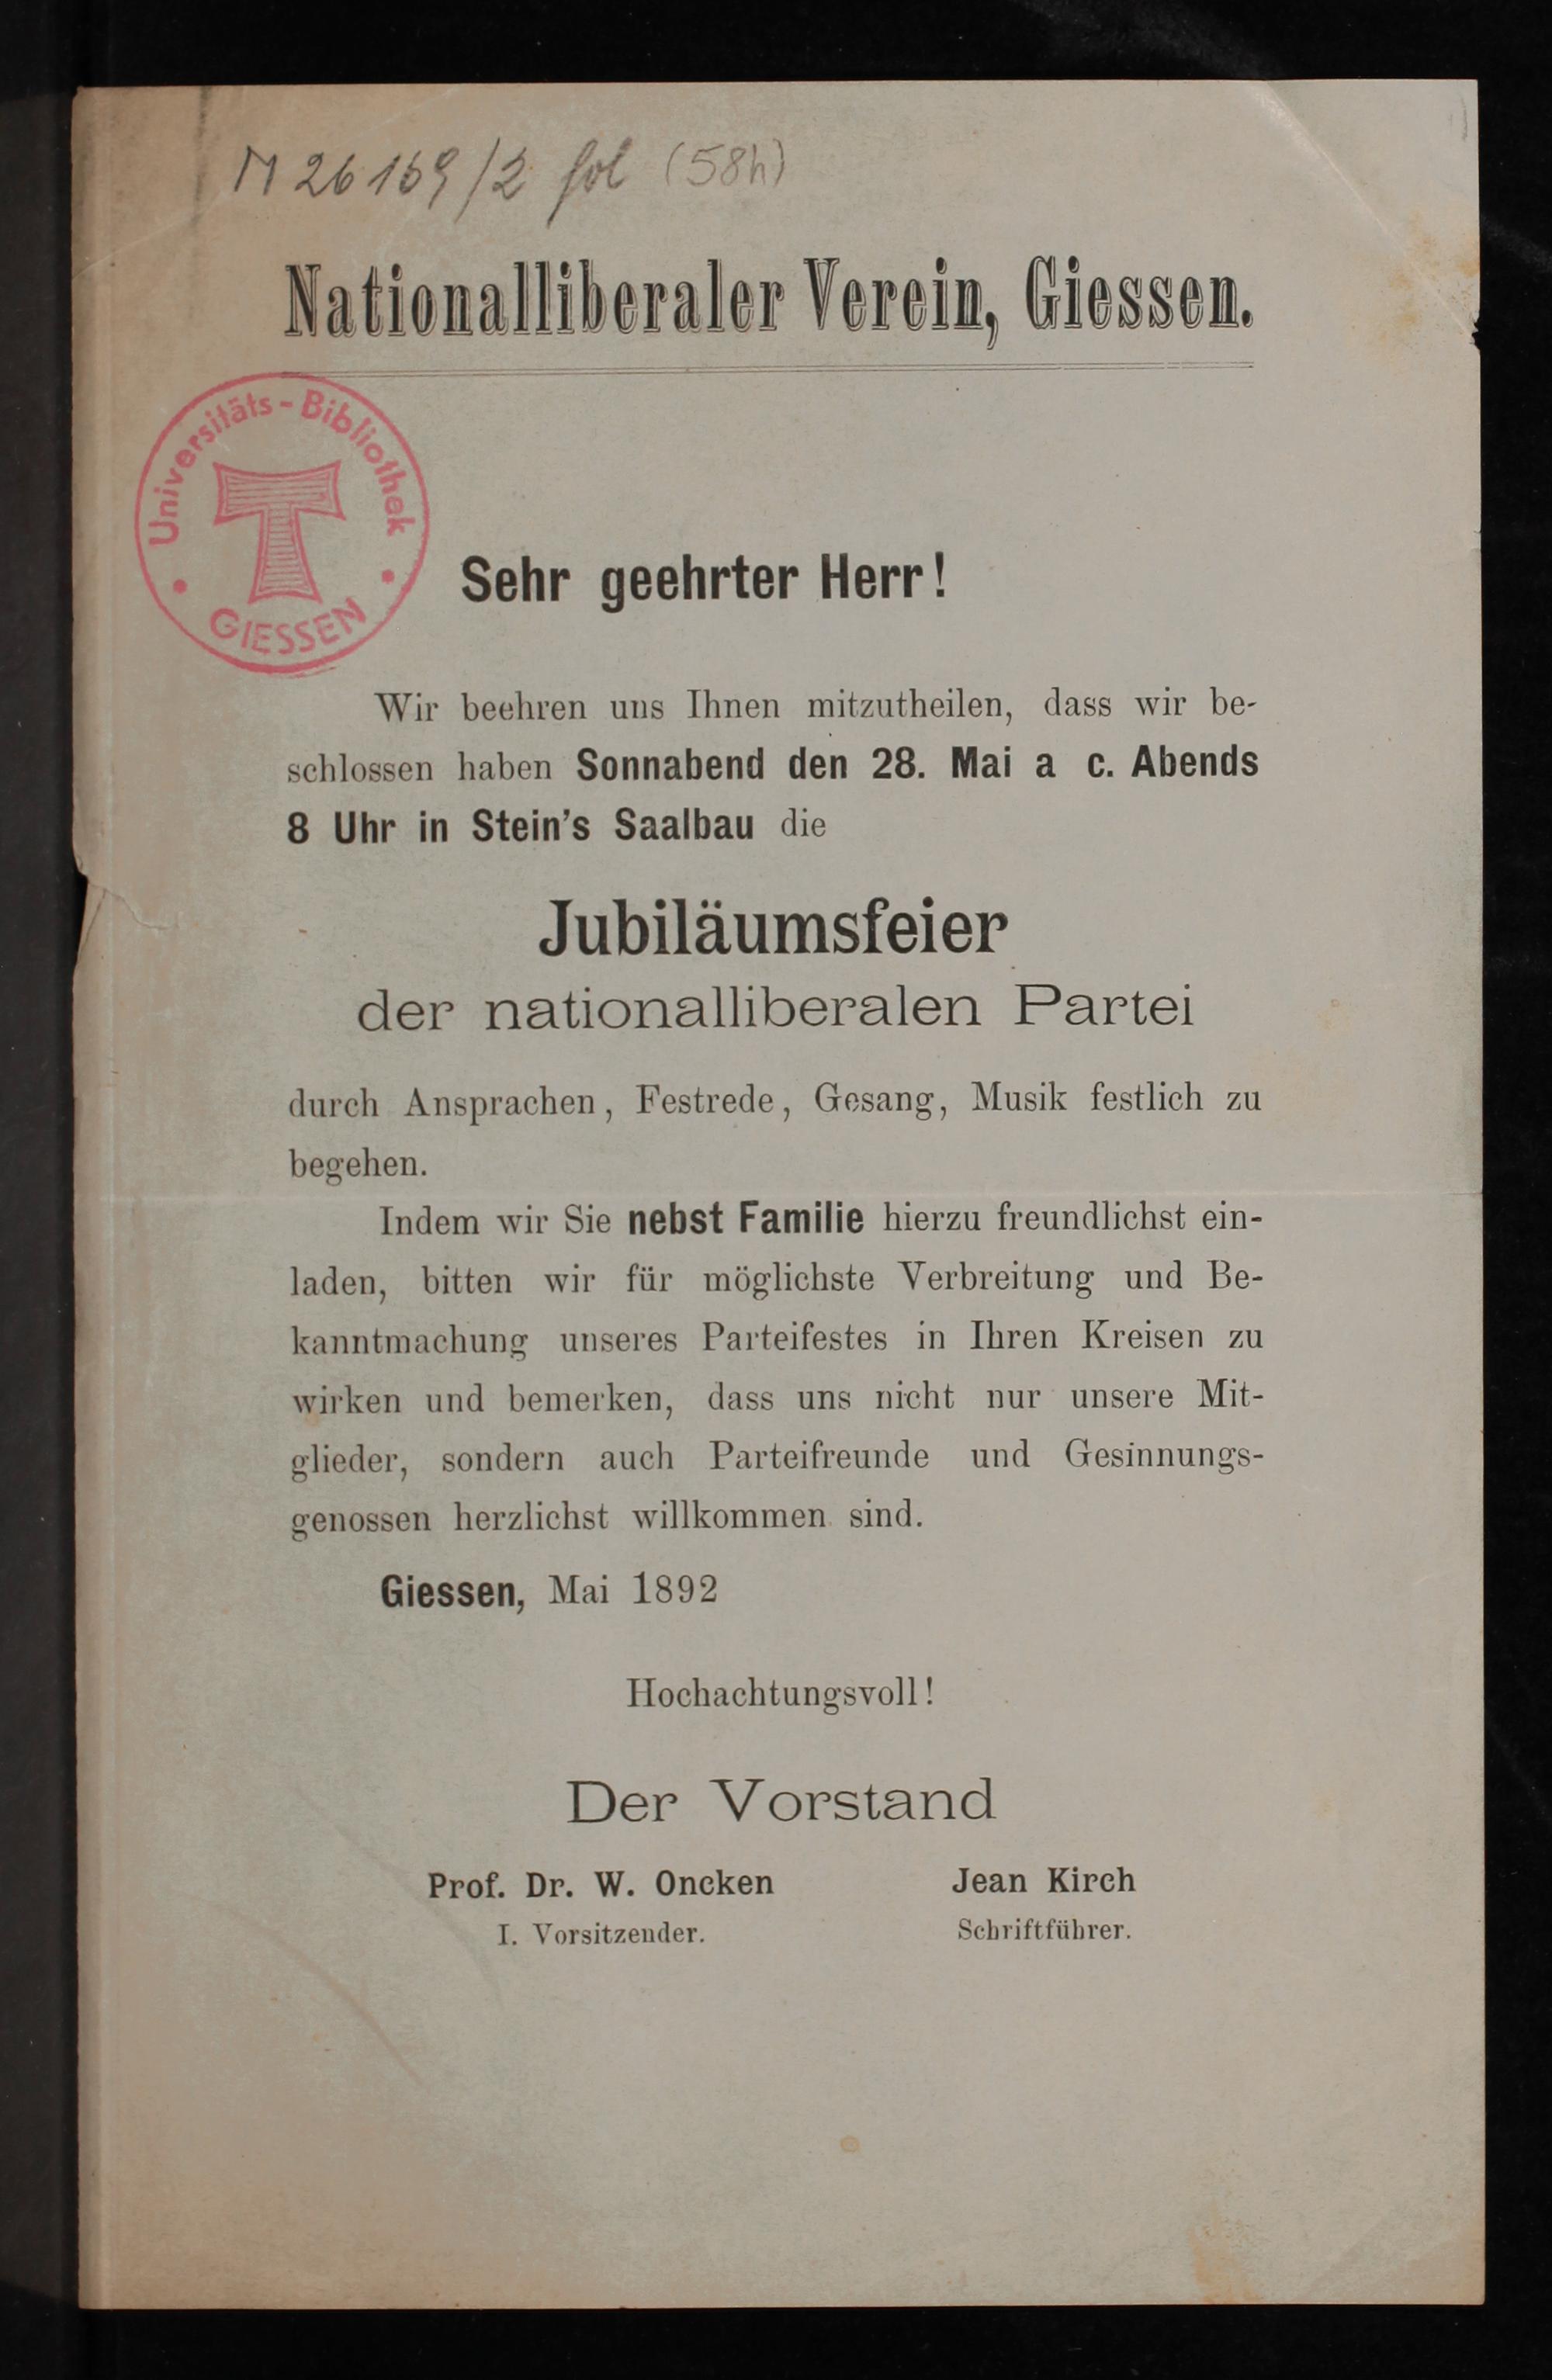 M 26169/2 fol (58h)
Nationalliberaler Verein, Giessen.
Universitäts-Bibliothek
GIESSEN
Sehr geehrter Herr!
Wir beehren uns Ihnen mitzutheilen, dass wir be-
schlossen haben Sonnabend den 28. Mai a c. Abends
8 Uhr in Stein's Saalbau die
Jubiläumsfeier
der nationalliberalen Partei
durch Ansprachen, Festrede, Gesang, Musik festlich zu
begehen.
Indem wir Sie nebst Familie hierzu freundlichst ein-
laden, bitten wir für möglichste Verbreitung und Be-
kanntmachung unseres Parteifestes in Ihren Kreisen zu
wirken und bemerken, dass uns nicht nur unsere Mit-
glieder, sondern auch Parteifreunde und Gesinnungs-
genossen herzlichst willkommen sind.
Giessen, Mai 1892
Hochachtungsvoll!
Der Vorstand
Prof. Dr. W. Oncken Jean Kirch
I. Vorsitzender. Schriftführer.